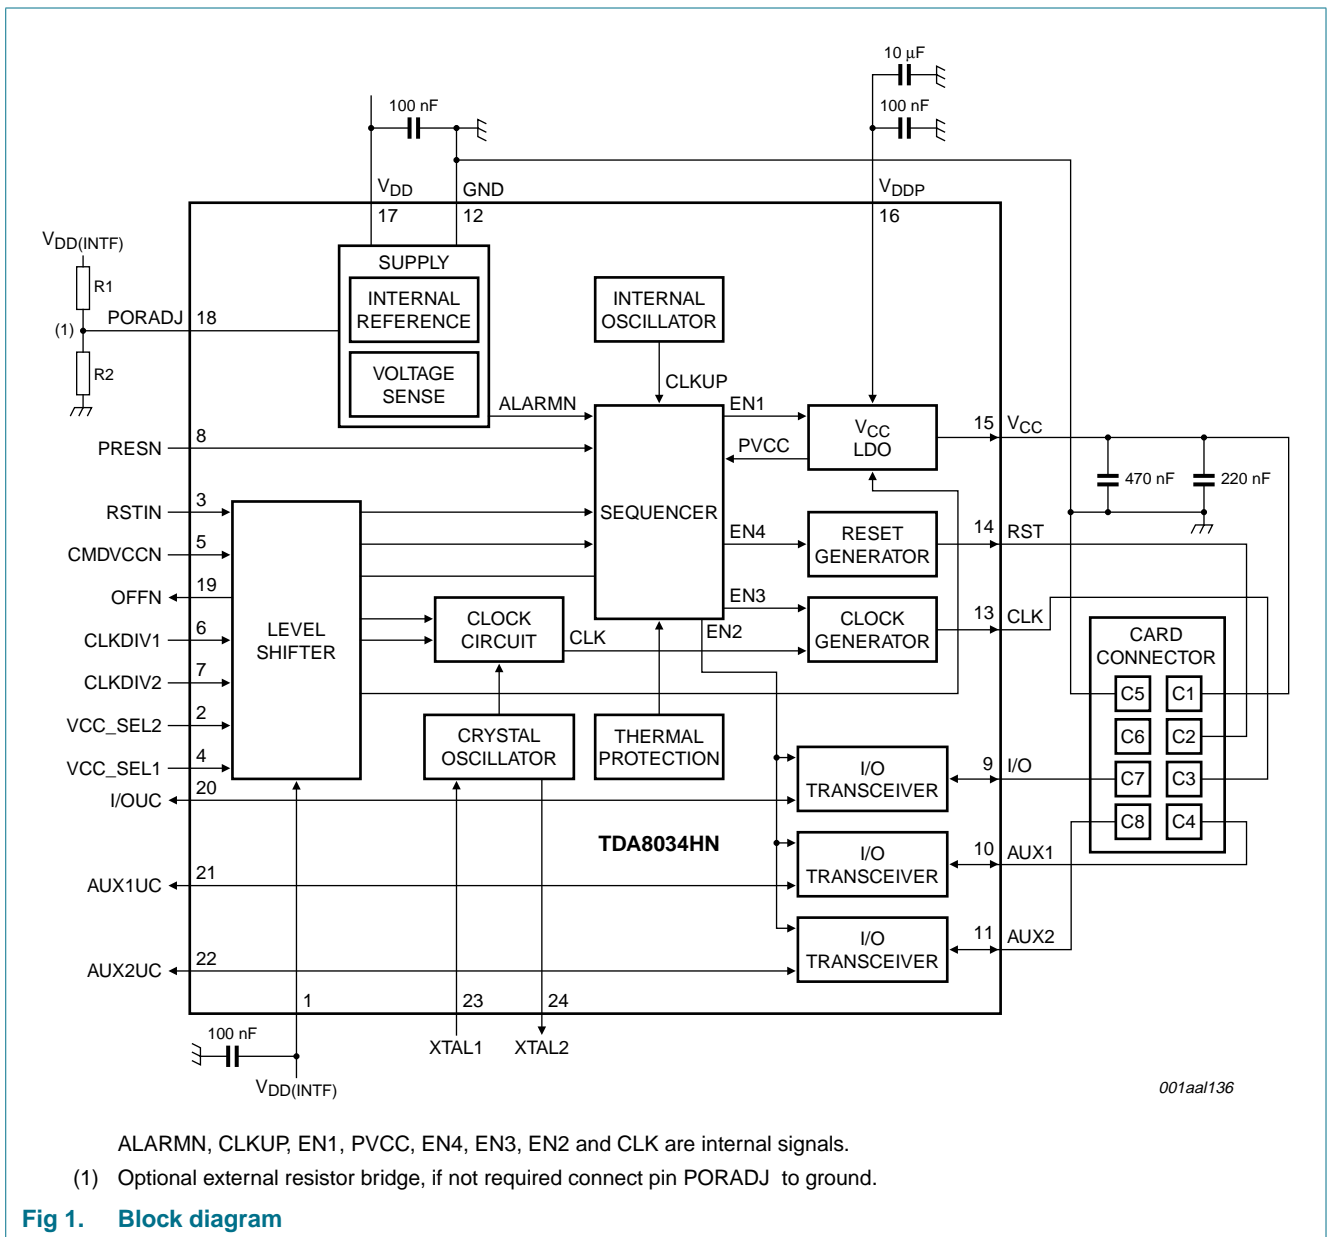 10 µF
100 nF
100 nF
VDD
GND
VDDP
17
12
16
VDD(INTF)
SUPPLY
R1
INTERNAL
REFERENCE
INTERNAL
OSCILLATOR
PORADJ
18
(1)
R2
VOLTAGE
SENSE
CLKUP
ALARMN
EN1
VCC
LDO
15
VCC
PRESN
8
PVCC
470 nF
220 nF
RSTIN
3
SEQUENCER
EN4
RESET
GENERATOR
14
RST
CMDVCCN
5
OFFN
19
EN3
CLOCK
GENERATOR
13
CLK
CLKDIV1
6
LEVEL
SHIFTER
CLOCK
CIRCUIT
CLK
EN2
CARD
CONNECTOR
CLKDIV2
7
C5
C1
VCC_SEL2
2
CRYSTAL
OSCILLATOR
THERMAL
PROTECTION
C6
C2
VCC_SEL1
4
I/O
TRANSCEIVER
9
I/O
C7
C3
I/OUC
20
C8
C4
TDA8034HN
I/O
TRANSCEIVER
10
AUX1
AUX1UC
21
I/O
TRANSCEIVER
11
AUX2
AUX2UC
22
1
23
24
100 nF
XTAL1
XTAL2
VDD(INTF)
001aal136
ALARMN, CLKUP, EN1, PVCC, EN4, EN3, EN2 and CLK are internal signals.
(1) Optional external resistor bridge, if not required connect pin PORADJ to ground.
Fig 1. Block diagram